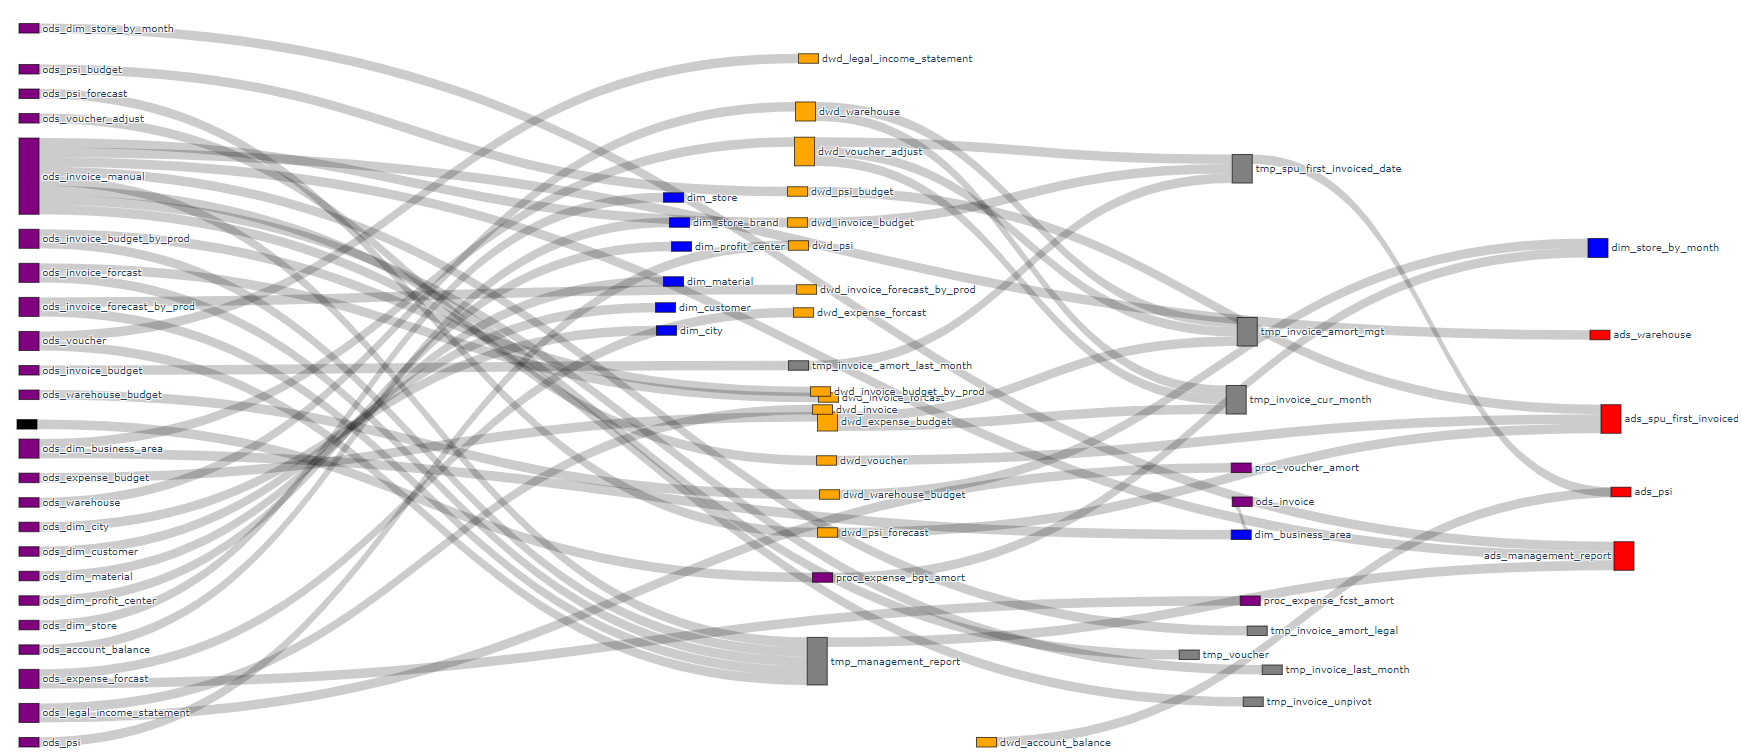 ods_dim_store_by_month
ods_psi_budget
ods_psi_forecast
ods_voucher_adjust
ods_invoice_manual
ods_invoice_budget_by_prod
ods_invoice_forcast
ods_invoice_forecast_by_prod
ods_voucher
ods_invoice_budget
ods_warehouse_budget
ods_dim_business_area
ods_expense_budget
ods_warehouse
ods_dim_city
ods_dim_customer
ods_dim_material
ods_dim_profit_center
ods_dim_store
ods_account_balance
ods_expense_forcast
ods_legal_income_statement
ods_psi
dim_store
dim_store_brand
dim_profit_center
dim_material
dim_customer
dim_city
dwd_legal_income_statement
dwd_warehouse
dwd_voucher_adjust
dwd_psi_budget
dwd_invoice_budget
dwd_psi
dwd_invoice_forecast_by_prod
dwd_expense_forcast
tmp_invoice_amort_last_month
dwd_invoice_budget_by_prod
dwd_invoice_forcast
dwd_invoice
dwd_expense_budget
dwd_voucher
dwd_warehouse_budget
dwd_psi_forecast
proc_expense_bgt_amort
tmp_management_report
dwd_account_balance
tmp_spu_first_invoiced_date
tmp_invoice_amort_mgt
tmp_invoice_cur_month
proc_voucher_amort
ods_invoice
dim_business_area
proc_expense_fcst_amort
tmp_invoice_amort_legal
tmp_voucher
tmp_invoice_last_month
tmp_invoice_unpivot
dim_store_by_month
ads_warehouse
ads_spu_first_invoiced
ads_psi
ads_management_report